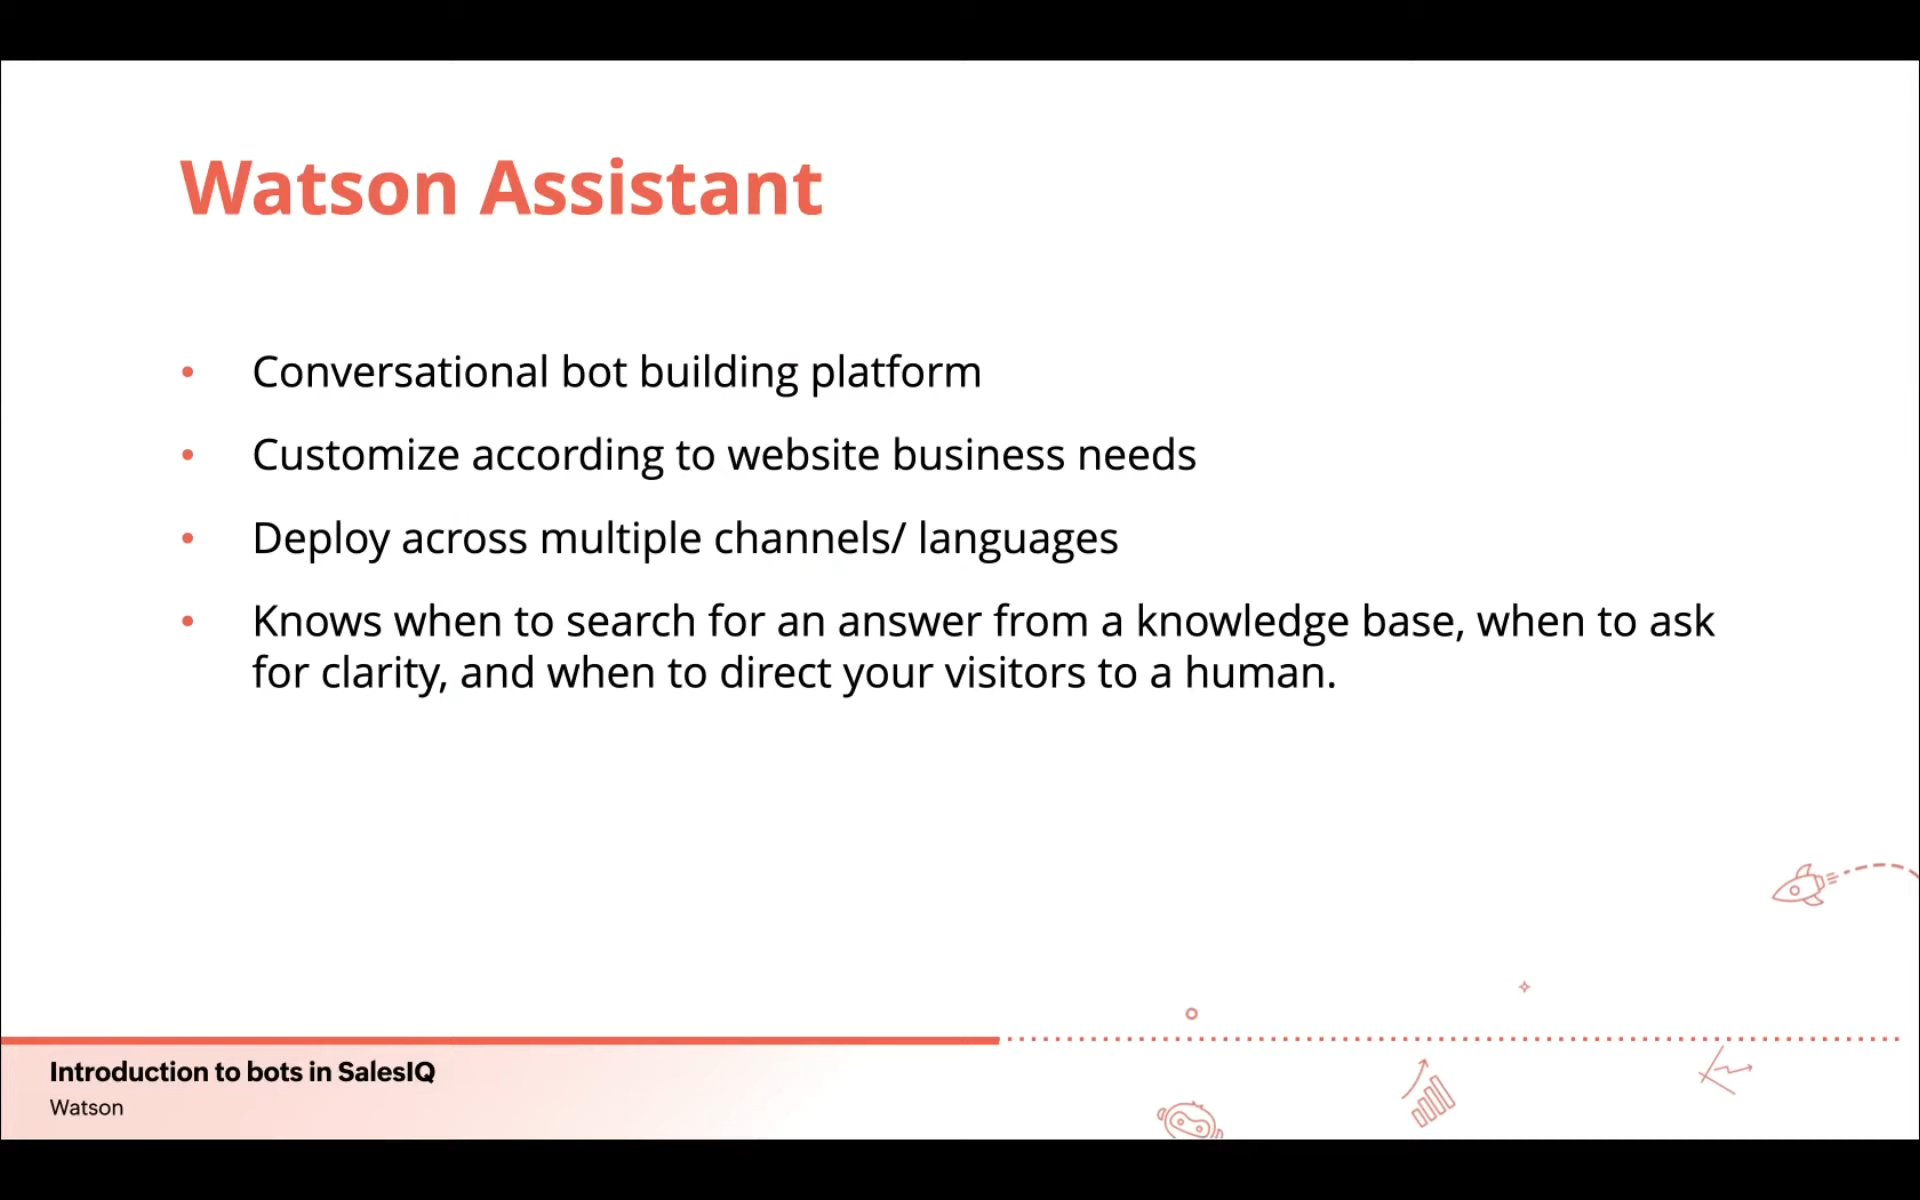 Watson Assistant
• Conversational bot building platform
• Customize according to website business needs
• Deploy across multiple channels/ languages
• Knows when to search for an answer from a knowledge base, when to ask
for clarity, and when to direct your visitors to a human.
Introduction to bots in SalesIQ
Watson